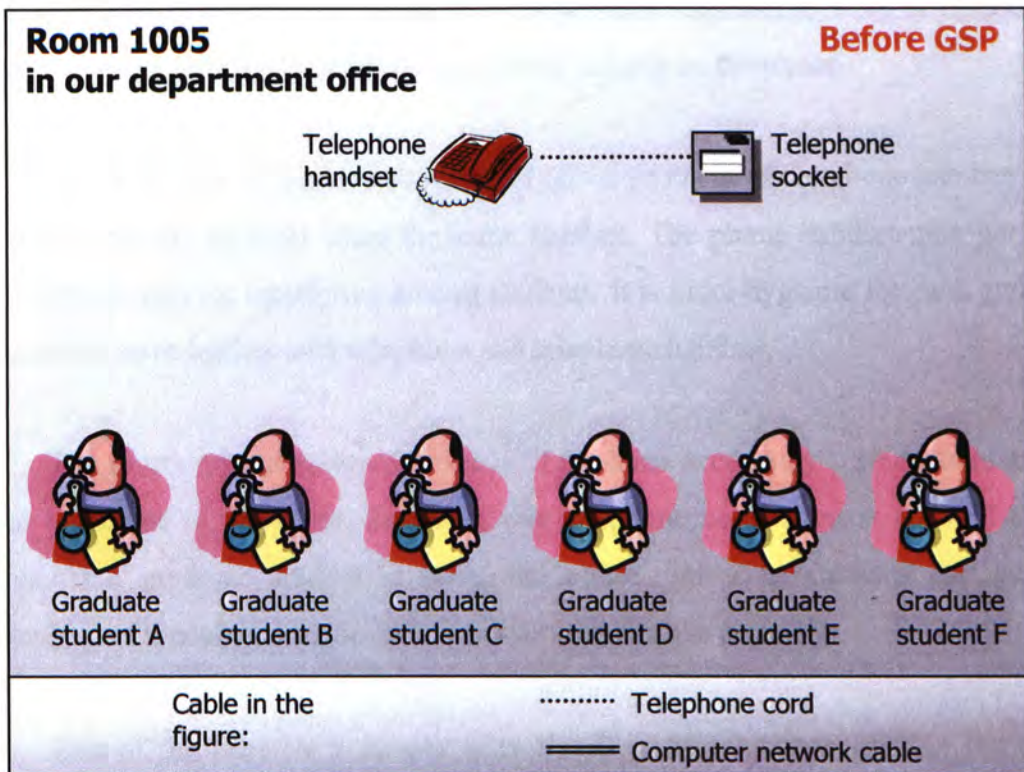 Room 1005
in our department office
Before GSP
Telephone
handset
Telephone
socket
Graduate
student A
Graduate
student B
Graduate
student C
Graduate
student D
Graduate
student E
Graduate
student F
Cable in the
figure:
Telephone cord
Computer network cable